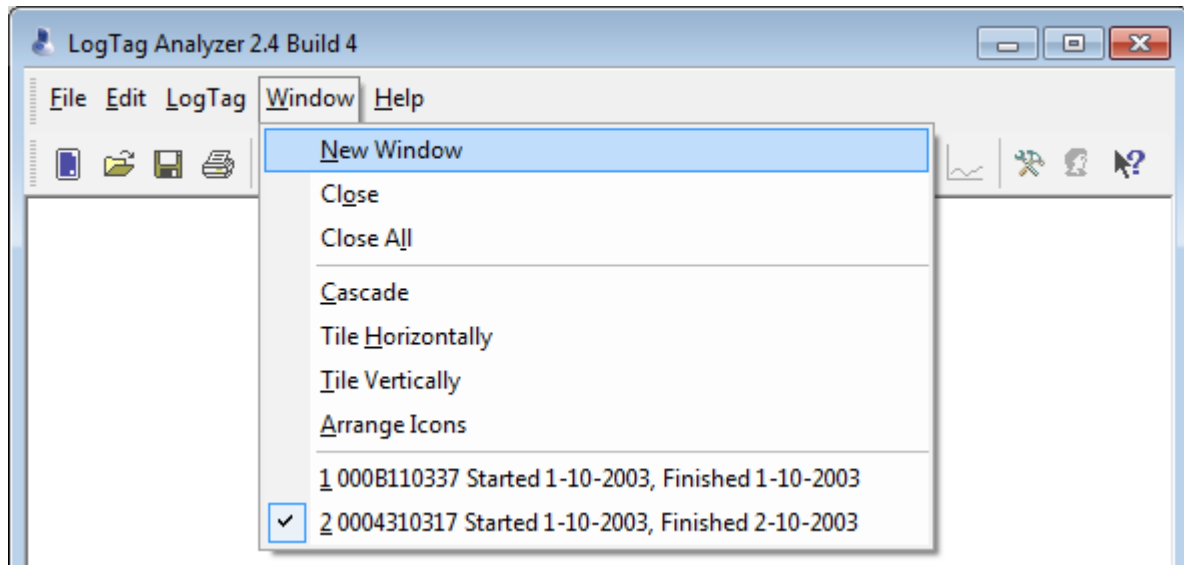 LogTag Analyzer 2.4 Build 4
File Edit LogTag Window Help
New Window
Close
Close All
Cascade
Tile Horizontally
Tile Vertically
Arrange Icons
1 000B110337 Started 1-10-2003, Finished 1-10-2003
2 0004310317 Started 1-10-2003, Finished 2-10-2003